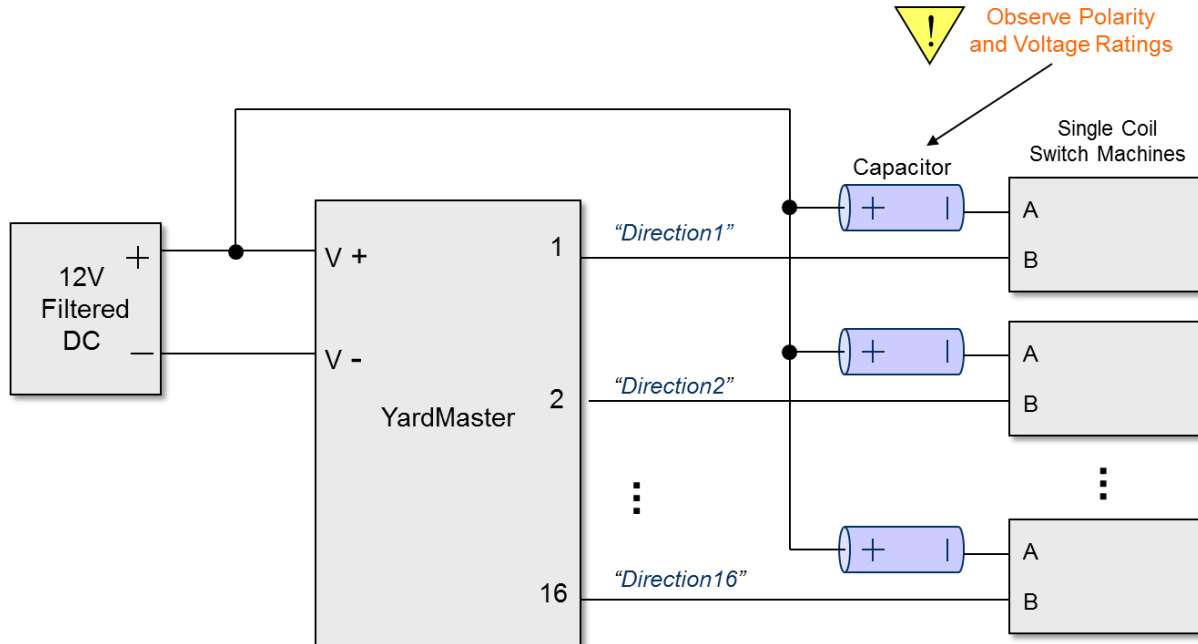 ! Observe Polarity
and Voltage Ratings
Single Coil
Switch Machines
Capacitor
+ – A
1 “Direction1”
B
+ V +
12V
Filtered
DC
– V -
+ – A
2 “Direction2”
B
YardMaster
+ – A
16 “Direction16”
B